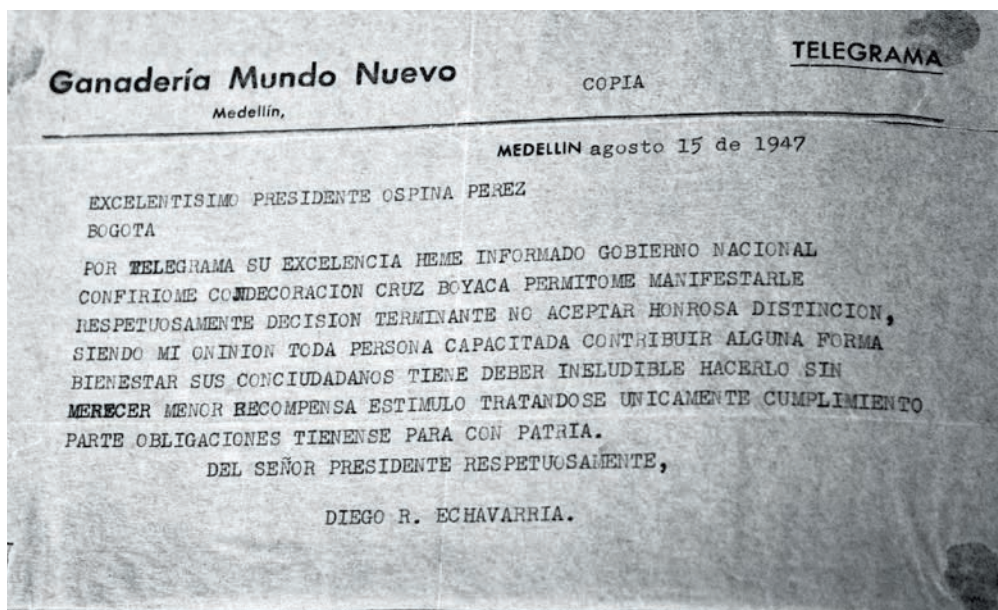 TELEGRAMA
Ganadería Mundo Nuevo
COPIA
Medellín,
MEDELLIN agosto 15 de 1947
EXCELENTISIMO PRESIDENTE OSPINA PEREZ
BOGOTA
POR TELEGRAMA SU EXCELENCIA HEME INFORMADO GOBIERNO NACIONAL
CONFIRIOME CONDECORACION CRUZ BOYACA PERMITOME MANIFESTARLE
RESPETUOSAMENTE DECISION TERMINANTE NO ACEPTAR HONROSA DISTINCION,
SIENDO MI ONINION TODA PERSONA CAPACITADA CONTRIBUIR ALGUNA FORMA
BIENESTAR SUS CONCIUDADANOS TIENE DEBER INELUDIBLE HACERLO SIN
MERECER MENOR RECOMPENSA ESTIMULO TRATANDOSE UNICAMENTE CUMPLIMIENTO
PARTE OBLIGACIONES TIENENSE PARA CON PATRIA.
DEL SEÑOR PRESIDENTE RESPETUOSAMENTE,
DIEGO R. ECHAVARRIA.